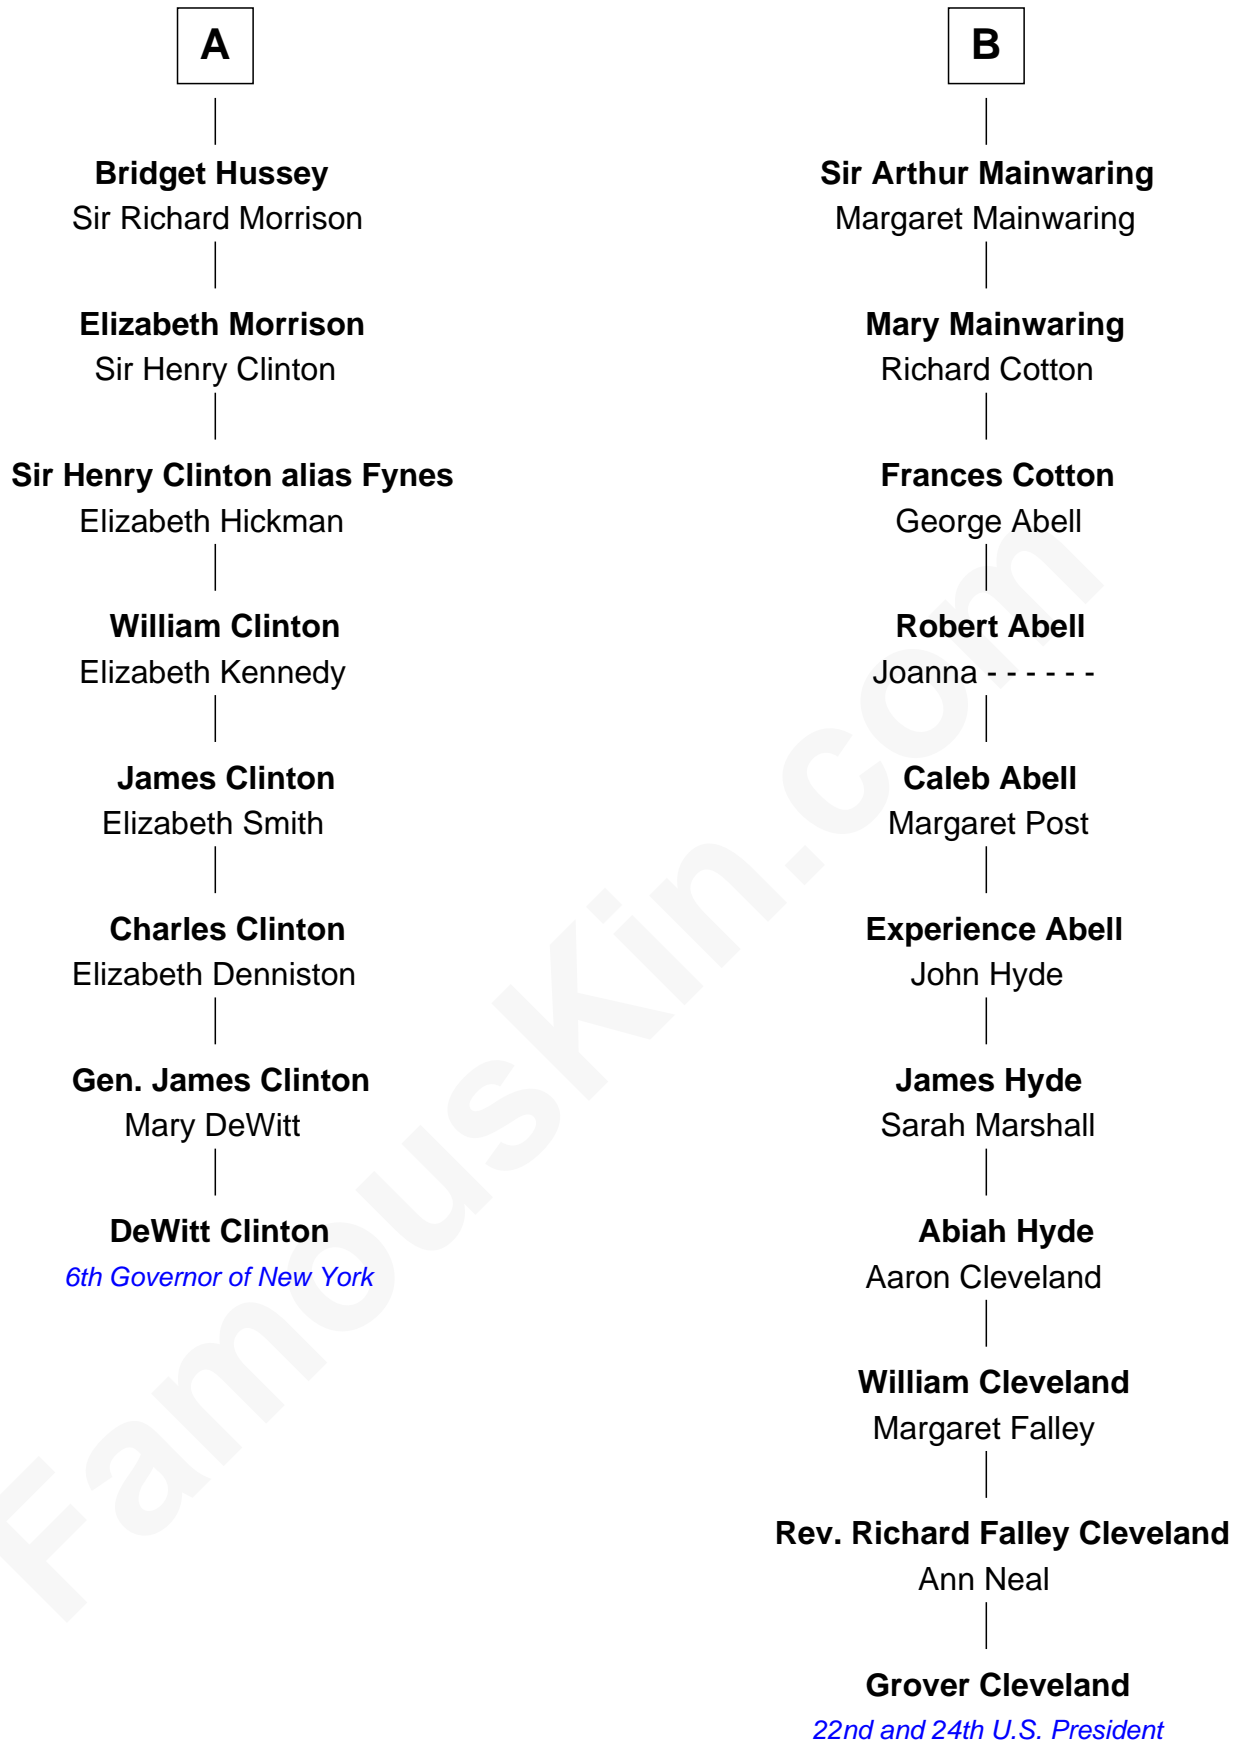 A
Bridget Hussey
Sir Richard Morrison
Elizabeth Morrison
Sir Henry Clinton
Sir Henry Clinton alias Fynes
Elizabeth Hickman
William Clinton
Elizabeth Kennedy
James Clinton
Elizabeth Smith
Charles Clinton
Elizabeth Denniston
Gen. James Clinton
Mary DeWitt
DeWitt Clinton
6th Governor of New York
B
Sir Arthur Mainwaring
Margaret Mainwaring
Mary Mainwaring
Richard Cotton
Frances Cotton
George Abell
Robert Abell
Joanna - - - - - -
Caleb Abell
Margaret Post
Experience Abell
John Hyde
James Hyde
Sarah Marshall
Abiah Hyde
Aaron Cleveland
William Cleveland
Margaret Falley
Rev. Richard Falley Cleveland
Ann Neal
Grover Cleveland
22nd and 24th U.S. President
FamousKin.com